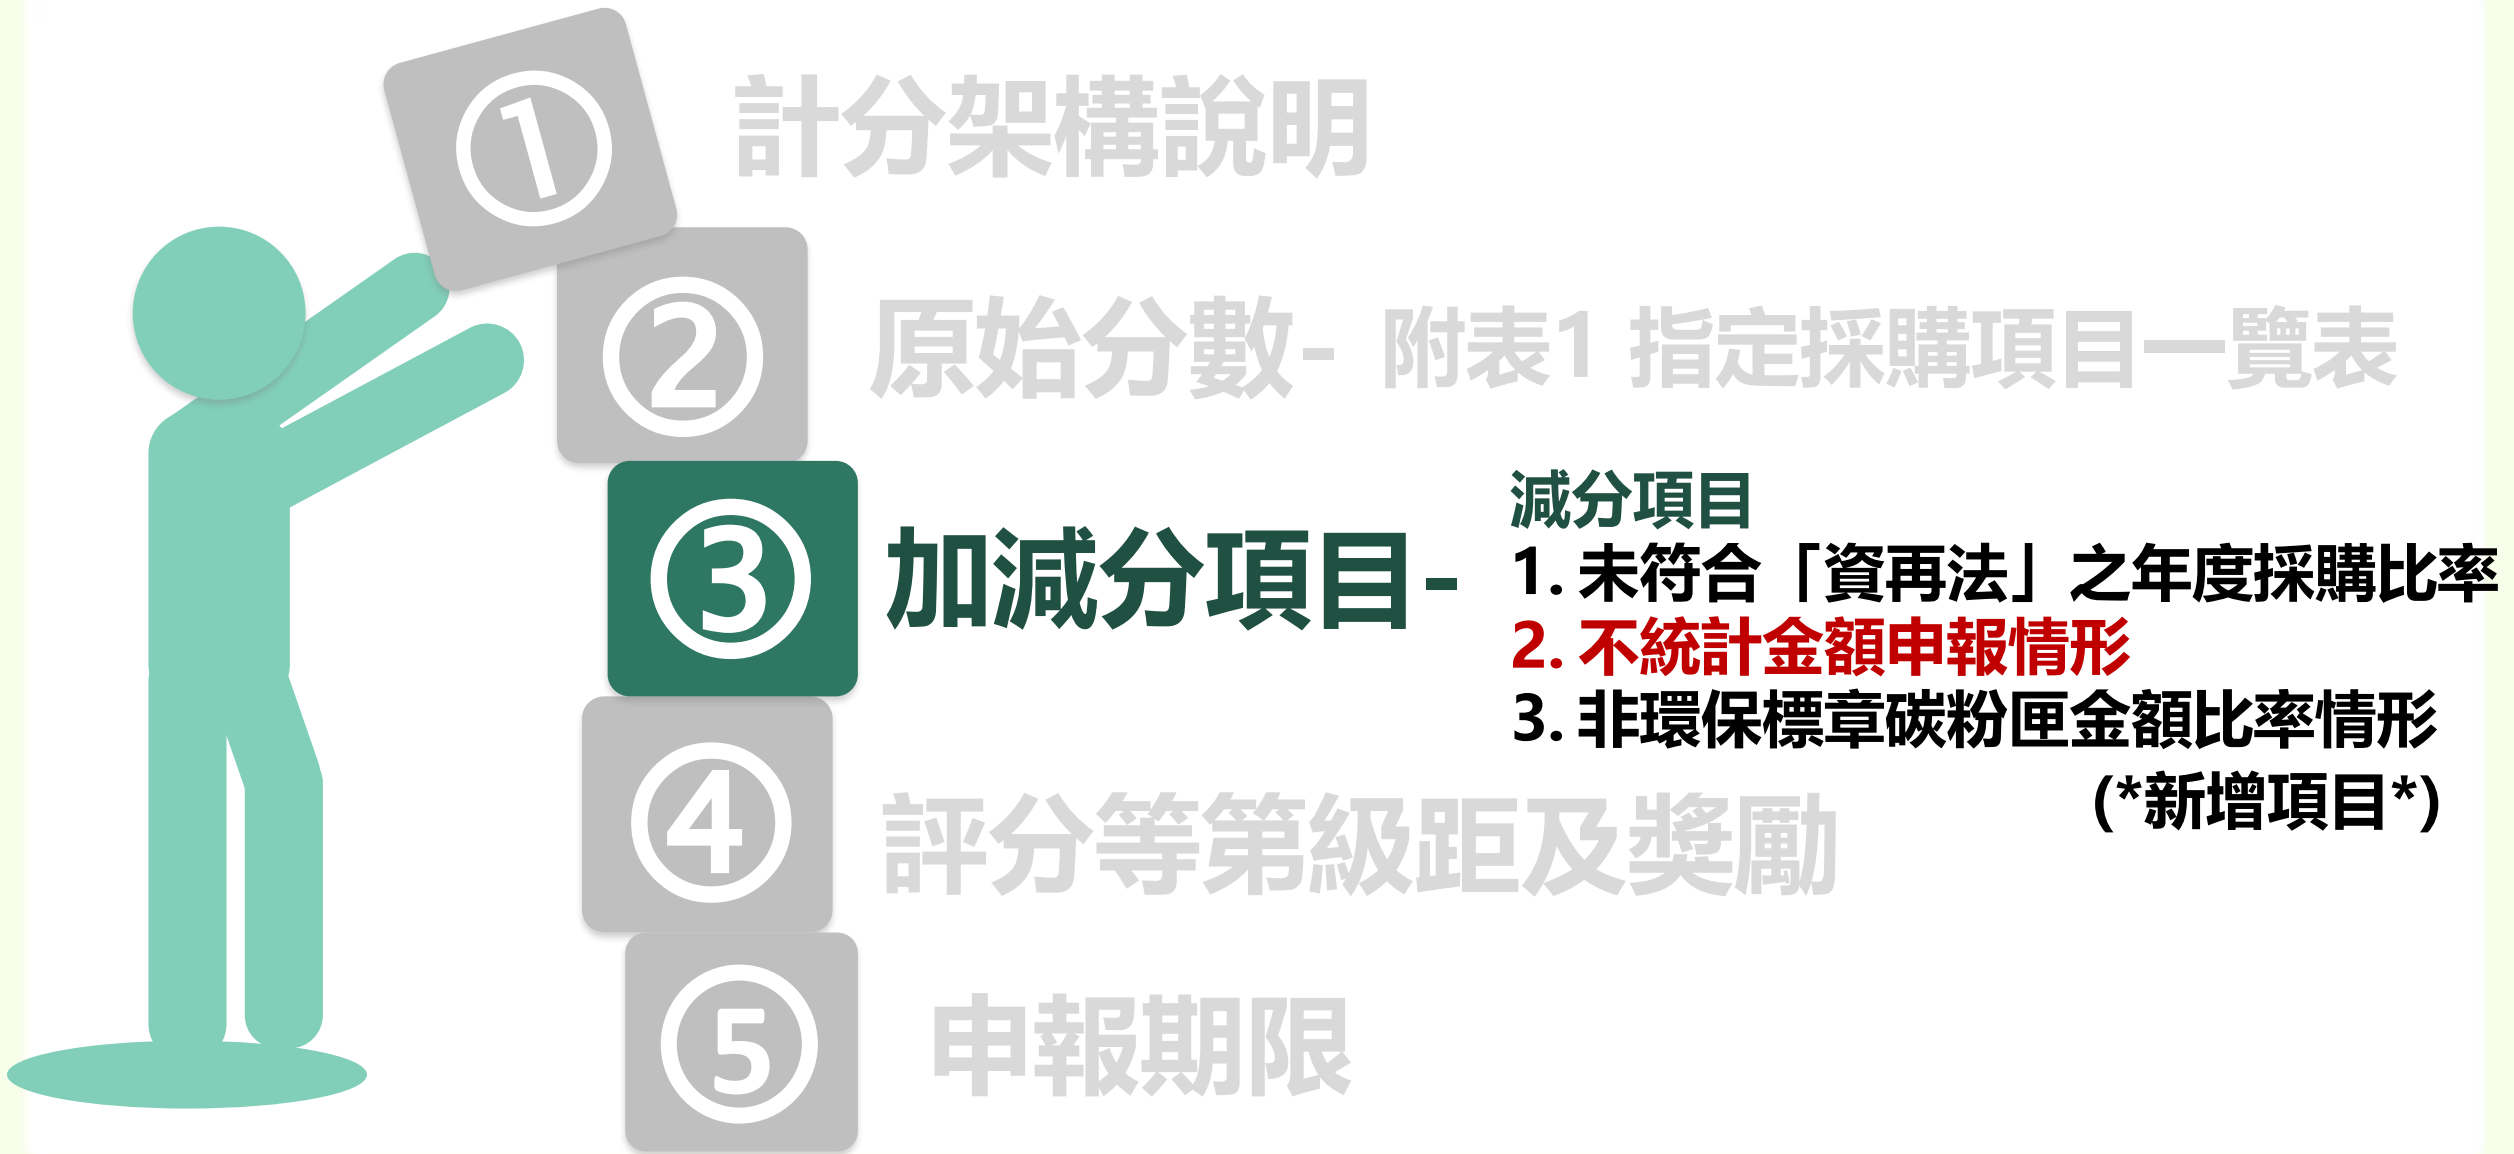 ① 計分架構說明
② 原始分數- 附表1 指定採購項目一覽表
③ 加減分項目-
減分項目
1. 未符合「資再法」之年度採購比率
2. 不統計金額申報情形
3. 非環保標章裝潢/匾金額比率情形
(*新增項目*)
④ 評分等第級距及獎勵
⑤ 申報期限